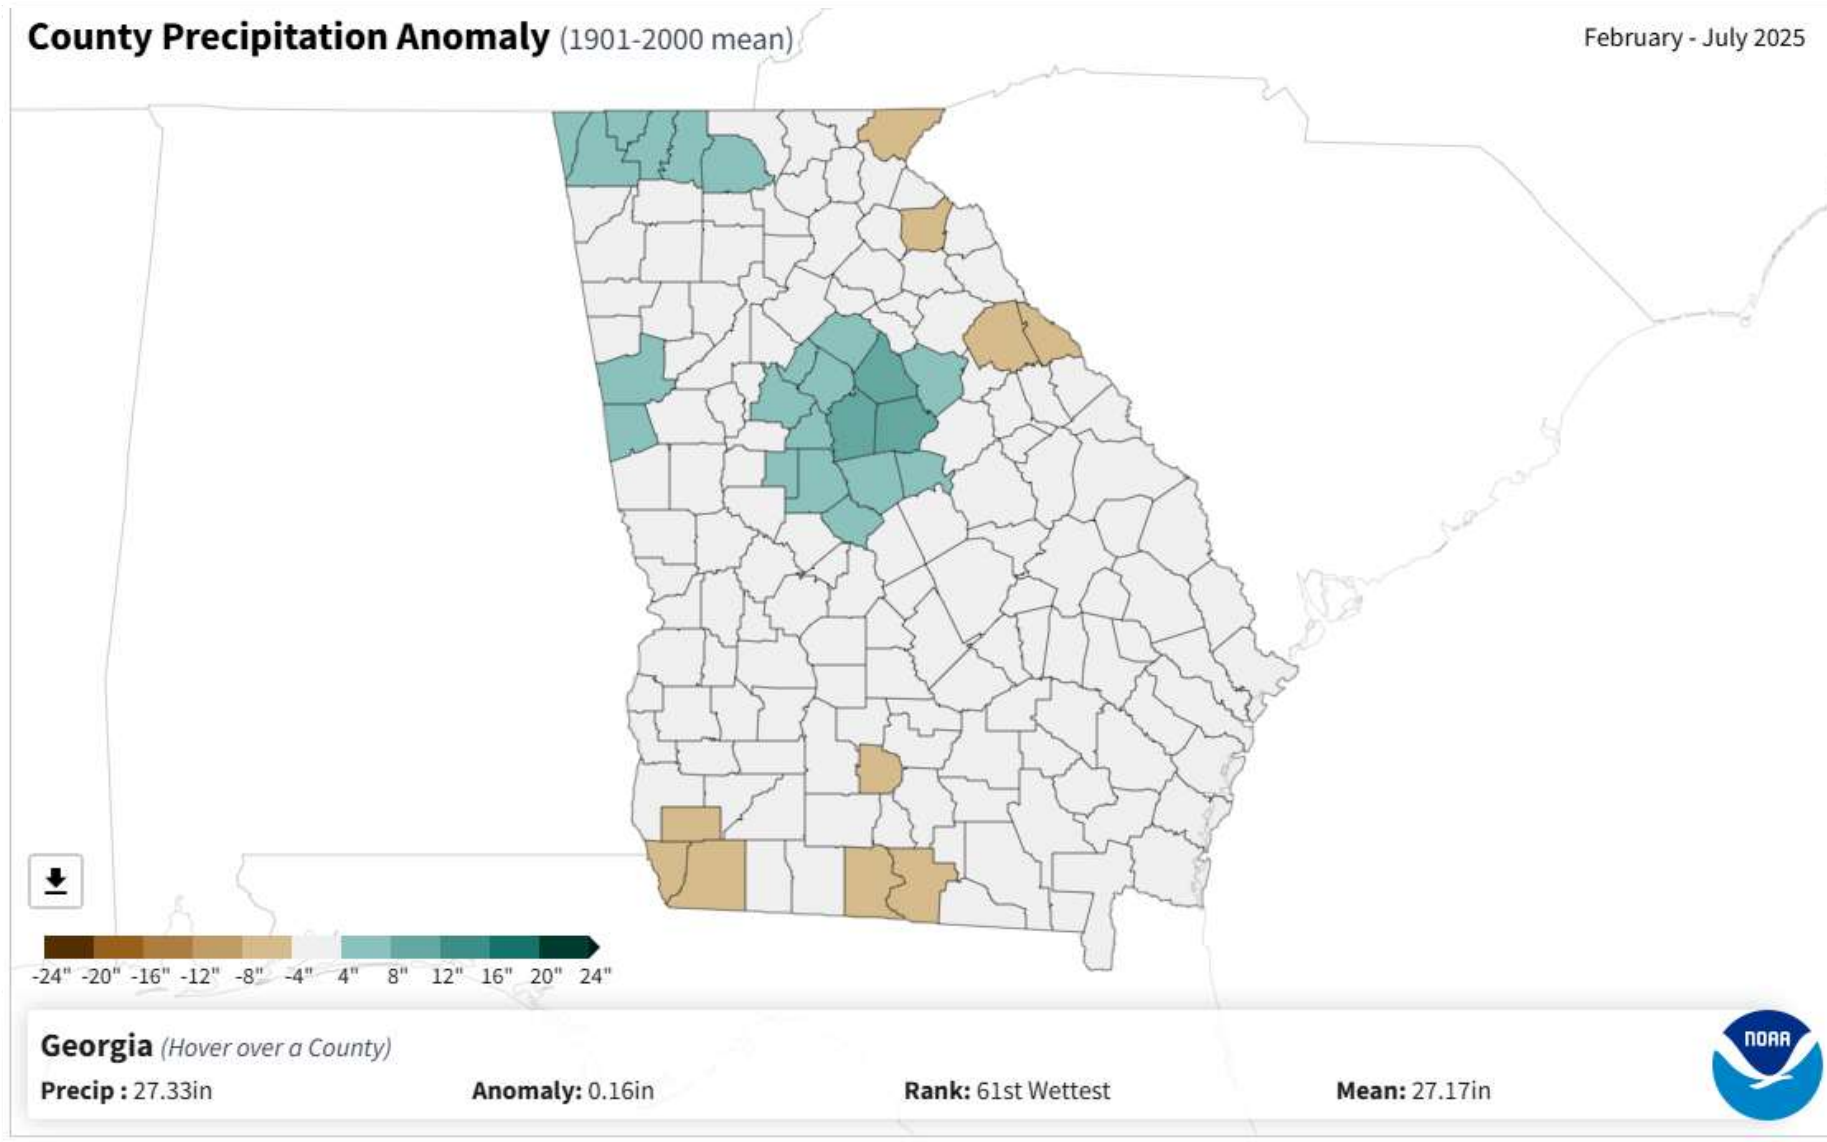 County Precipitation Anomaly (1901-2000 mean)
February - July 2025
-24" -20" -16" -12" -8" -4" 4" 8" 12" 16" 20" 24"
Georgia (Hover over a County)
Precip : 27.33in Anomaly: 0.16in Rank: 61st Wettest Mean: 27.17in
NOAA